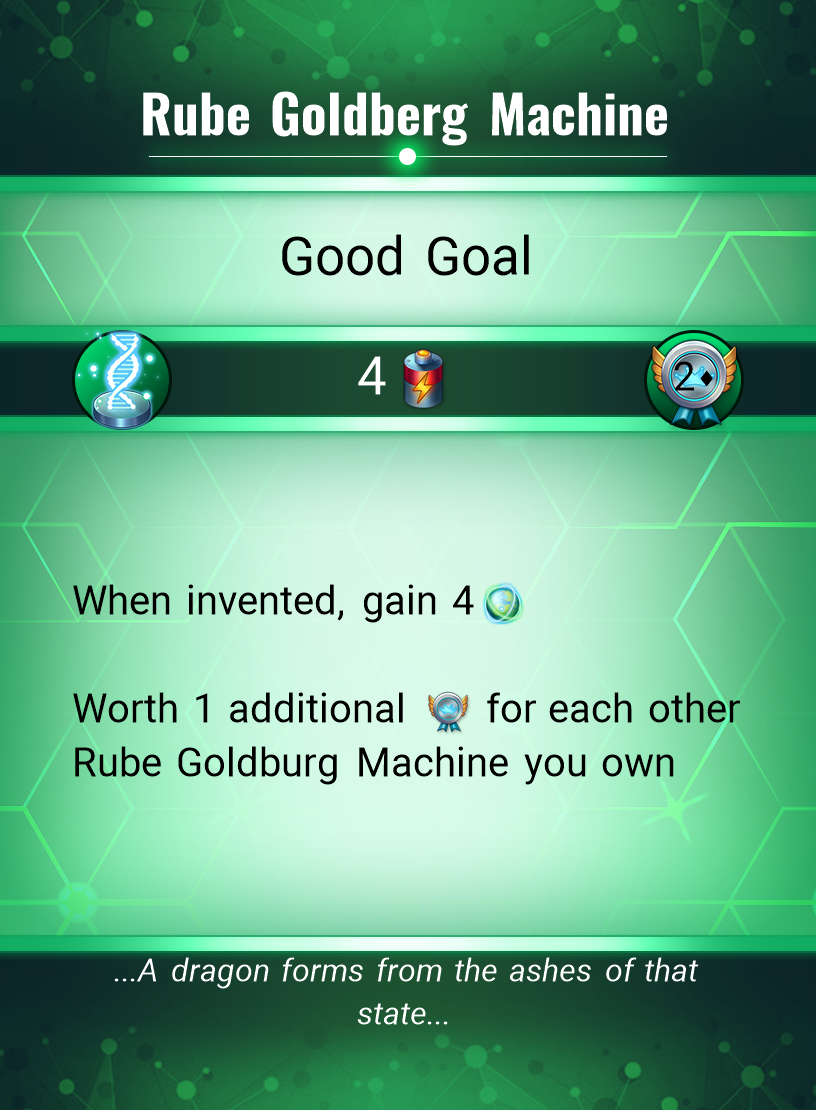 Rube Goldberg Machine
Good Goal
4
2♦
When invented, gain 4
Worth 1 additional for each other
Rube Goldburg Machine you own
...A dragon forms from the ashes of that
state...